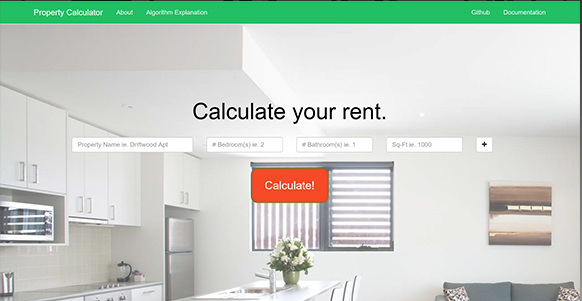 Property Calculator About Algorithm Explanation Github Documentation
Calculate your rent.
Property Name ie. Driftwood Apt # Bedroom(s) ie. 2 # Bathroom(s) ie. 1 Sq Ft ie. 1000 +
Calculate!